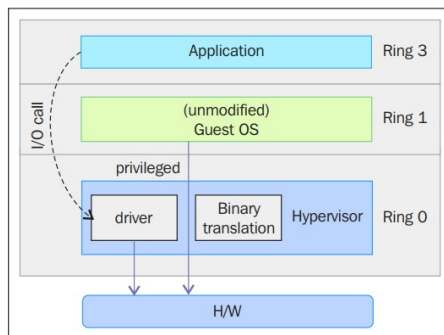 Application
Ring 3
I/O call
(unmodified)
Guest OS
Ring 1
privileged
driver
Binary
translation
Hypervisor
Ring 0
H/W